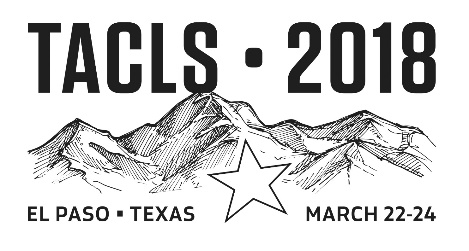 TACLS • 2018
EL PASO ▪ TEXAS MARCH 22-24